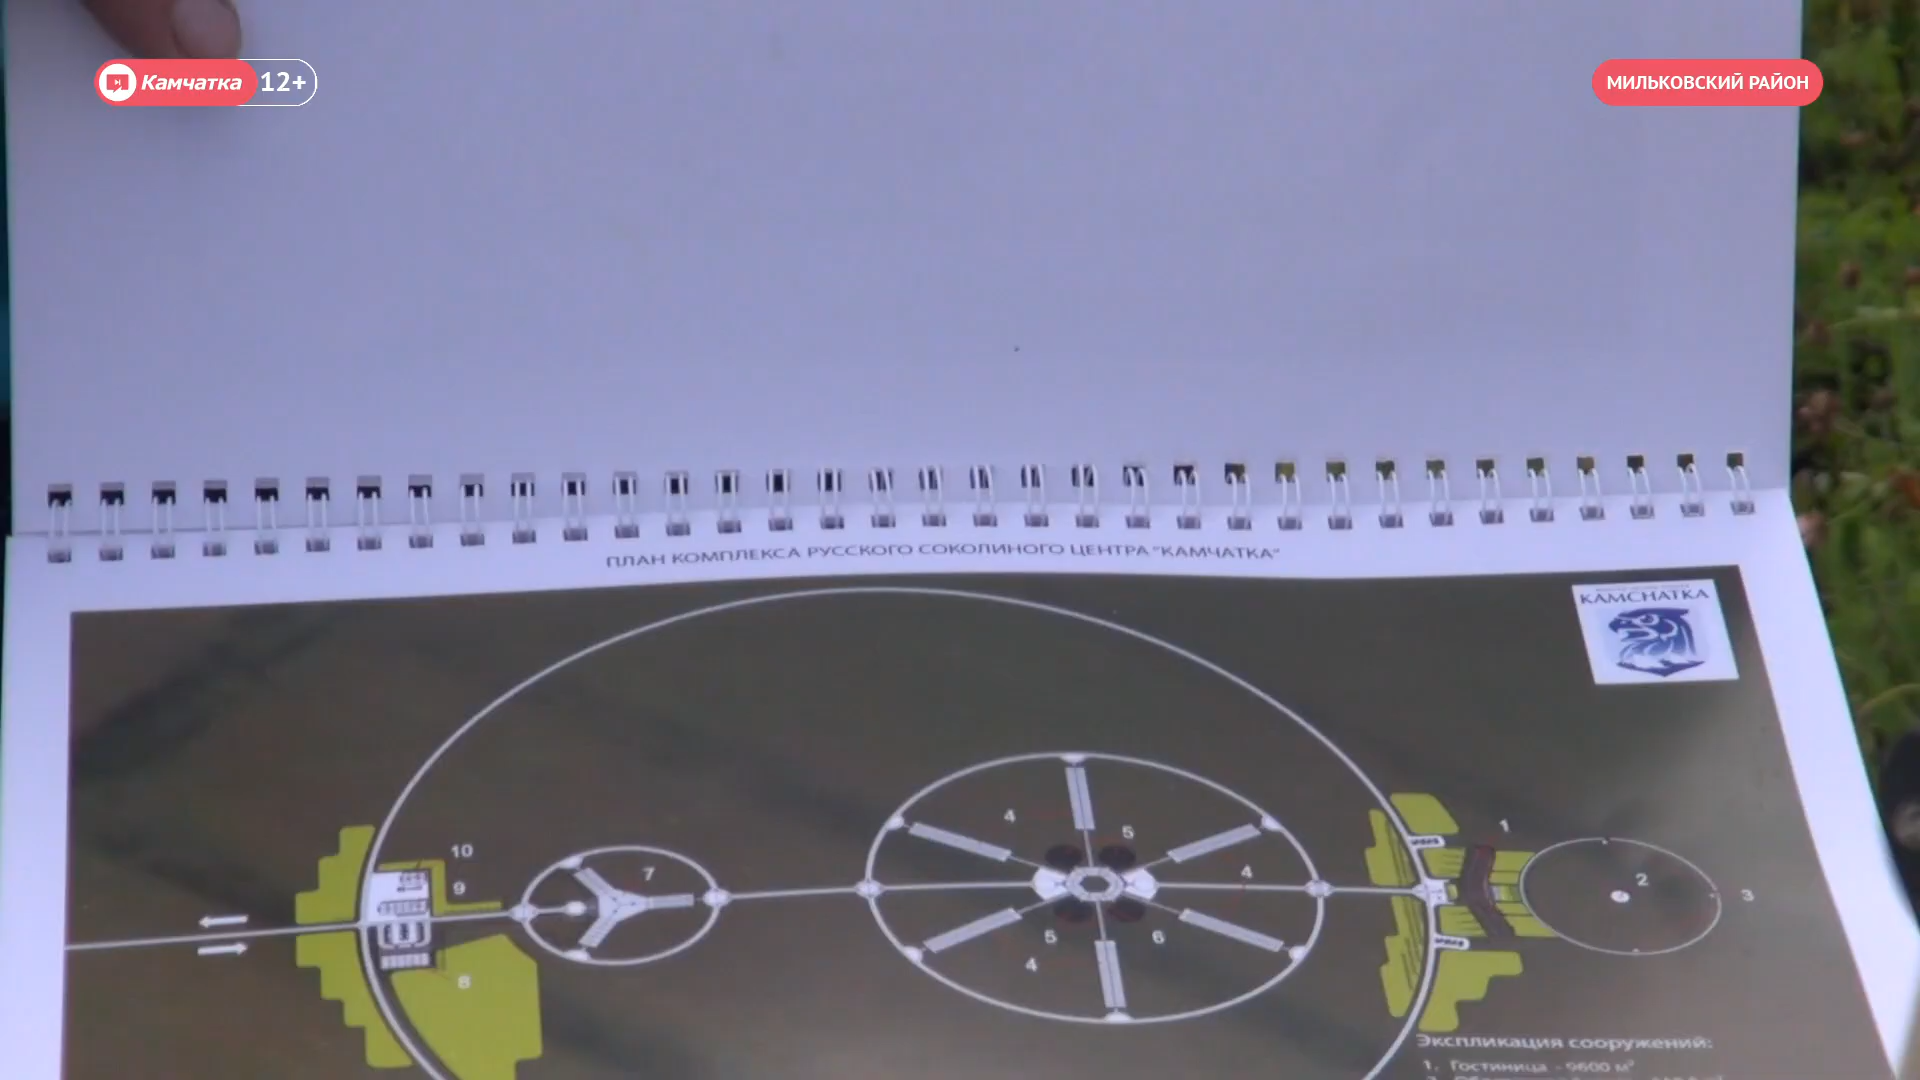 Камчатка 12+
МИЛЬКОВСКИЙ РАЙОН
ПЛАН КОМПЛЕКСА РУССКОГО СОКОЛИНОГО ЦЕНТРА "КАМЧАТКА"
KAMCHATKA
4
5
1
10
7
4
2
9
3
5
6
4
8
Экспликация сооружений:
1. Гостиница - 9600 м²